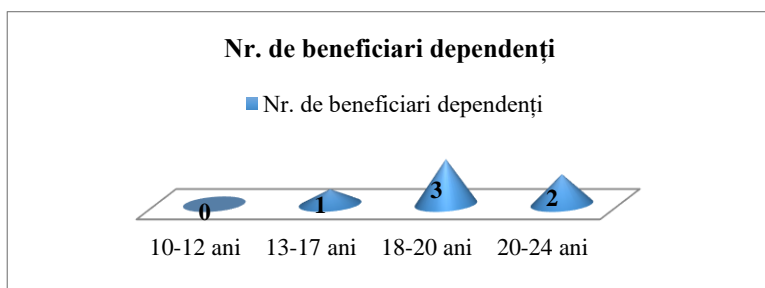 Nr. de beneficiari dependenți
Nr. de beneficiari dependenți
0 1 3 2
10-12 ani 13-17 ani 18-20 ani 20-24 ani